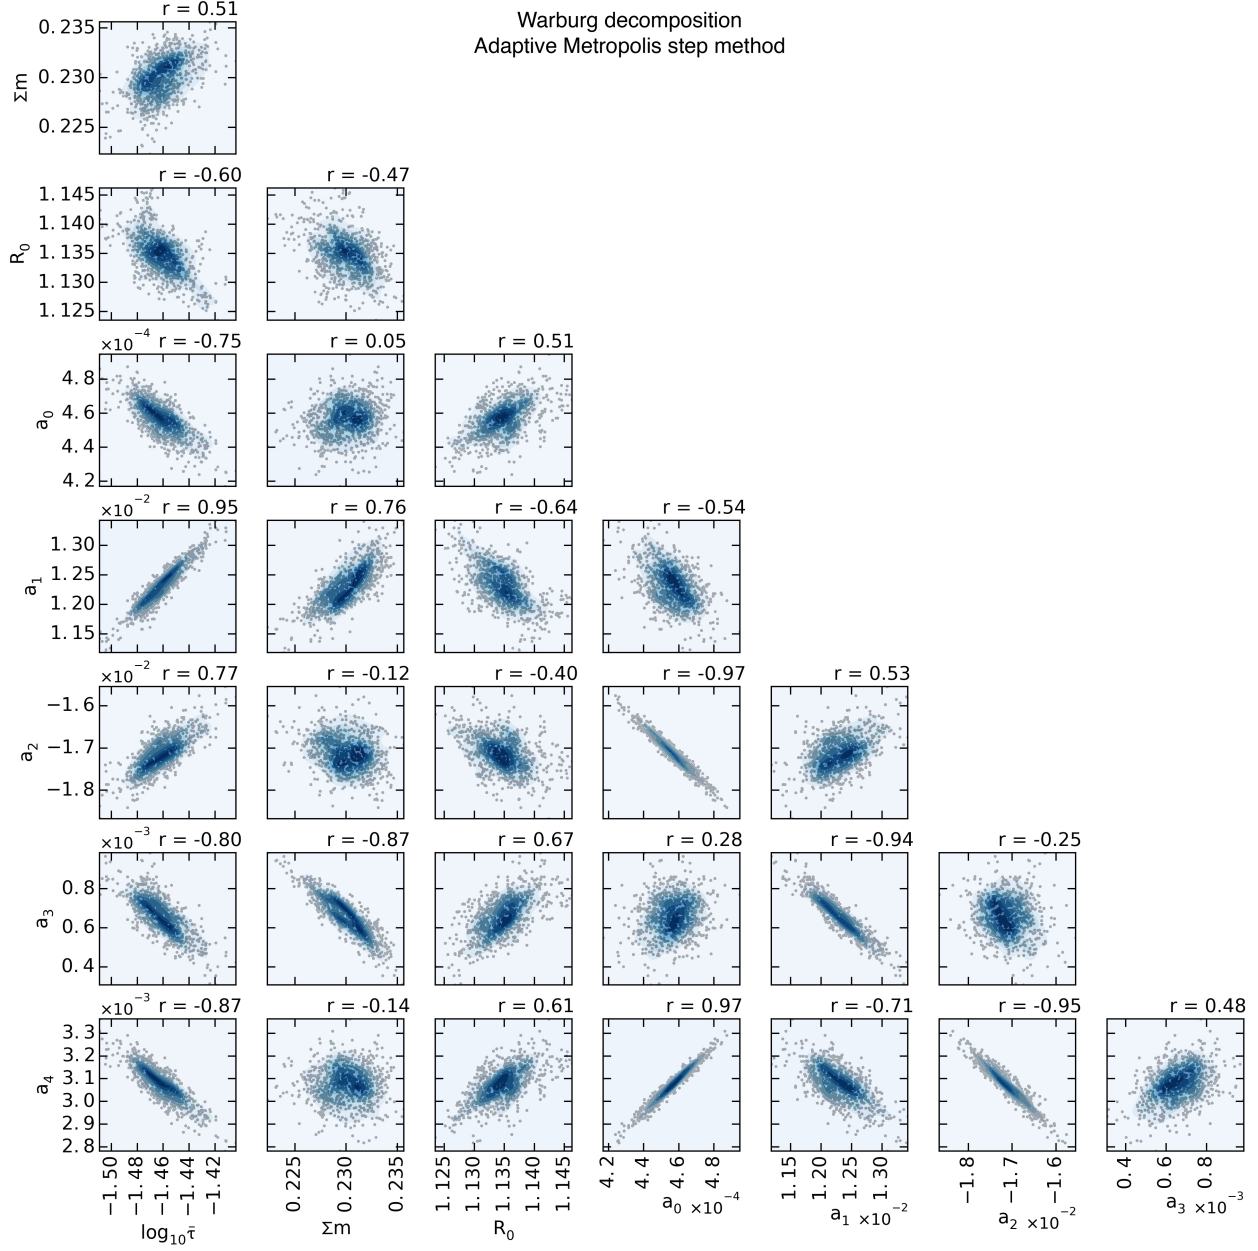 Warburg decomposition
Adaptive Metropolis step method
r = 0.51
0.235
0.230
0.225
Σm
r = -0.60
r = -0.47
1.145
1.140
1.135
1.130
1.125
R0
×10−4 r = -0.75
r = 0.05
r = 0.51
4.8
4.6
4.4
4.2
a0
×10−2 r = 0.95
r = 0.76
r = -0.64
r = -0.54
1.30
1.25
1.20
1.15
a1
×10−2 r = 0.77
r = -0.12
r = -0.40
r = -0.97
r = 0.53
−1.6
−1.7
−1.8
a2
×10−3 r = -0.80
r = -0.87
r = 0.67
r = 0.28
r = -0.94
r = -0.25
0.8
0.6
0.4
a3
×10−3 r = -0.87
r = -0.14
r = 0.61
r = 0.97
r = -0.71
r = -0.95
r = 0.48
3.3
3.2
3.1
3.0
2.9
2.8
a4
−1.50 −1.48 −1.46 −1.44 −1.42
log10 τ̄
0.225 0.230 0.235
Σm
1.125 1.130 1.135 1.140 1.145
R0
4.2 4.4 4.6 4.8
a0 ×10−4
1.15 1.20 1.25 1.30
a1 ×10−2
−1.8 −1.7 −1.6
a2 ×10−2
0.4 0.6 0.8
a3 ×10−3